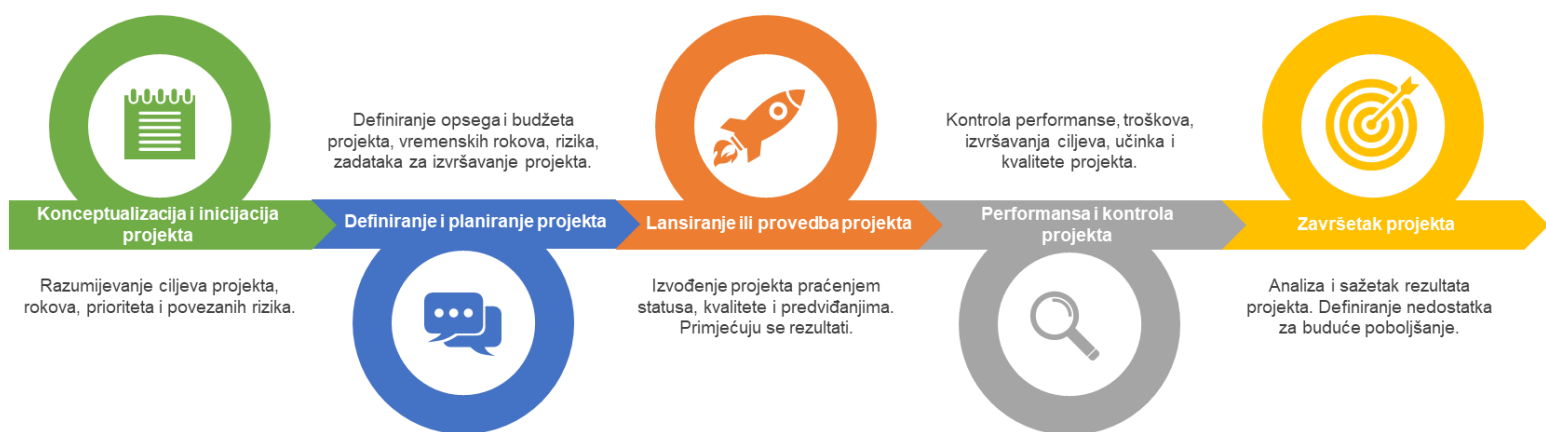 Konceptualizacija i inicijacija
projekta
Razumijevanje ciljeva projekta,
rokova, prioriteta i povezanih rizika.
Definiranje opsega i budžeta
projekta, vremenskih rokova, rizika,
zadataka za izvršavanje projekta.
Definiranje i planiranje projekta
Lansiranje ili provedba projekta
Izvođenje projekta praćenjem
statusa, kvalitete i predviđanjima.
Primjećuju se rezultati.
Kontrola performanse, troškova,
izvršavanja ciljeva, učinka i
kvalitete projekta.
Performansa i kontrola
projekta
Završetak projekta
Analiza i sažetak rezultata
projekta. Definiranje nedostatka
za buduće poboljšanje.